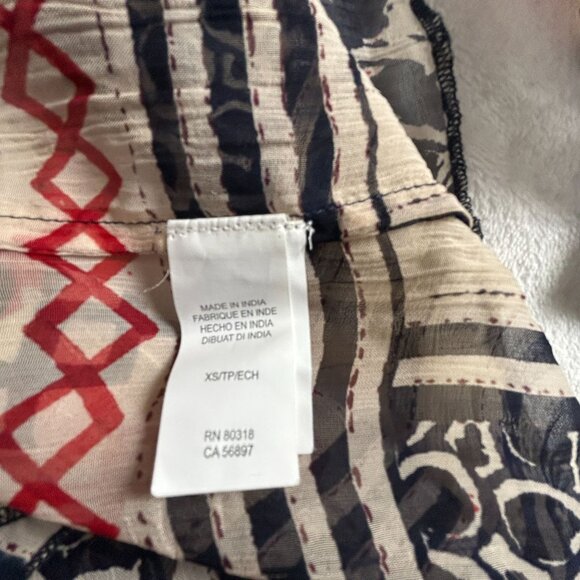 MADE IN INDIA
FABRIQUE EN INDE
HECHO EN INDIA
DIBUAT DI INDIA
XS/TP/ECH
RN 80318
CA 56897